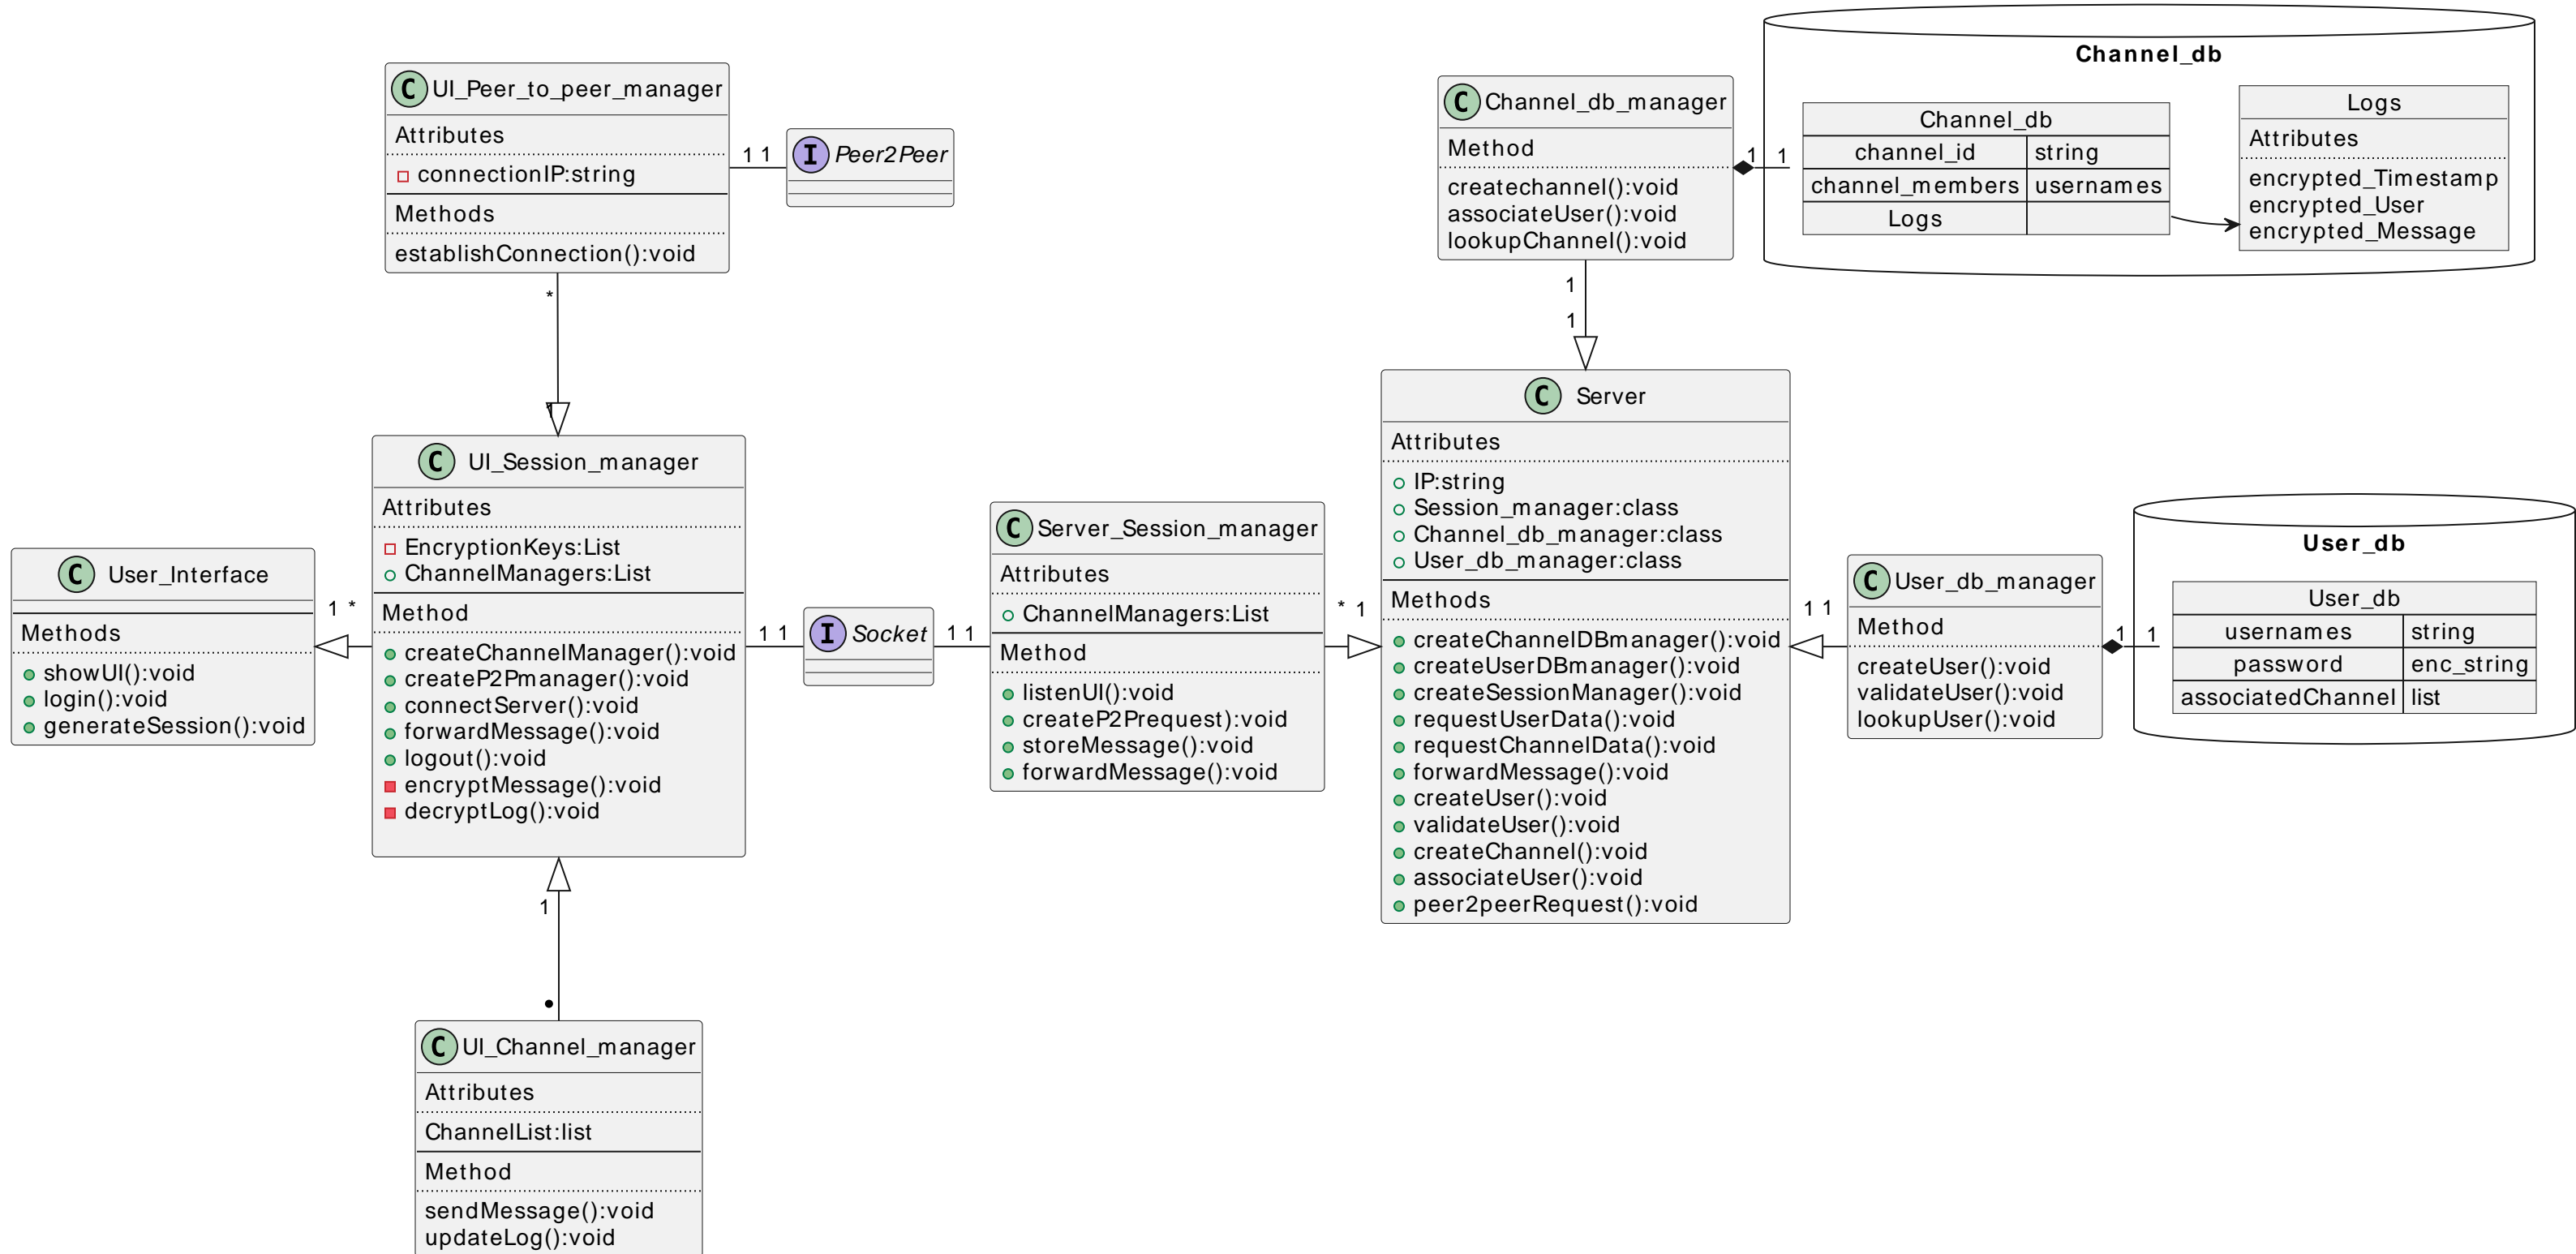 C UI_Peer_to_peer_manager
Attributes
connectionIP:string
Methods
establishConnection():void
1 1
I Peer2Peer
*
1
C UI_Session_manager
Attributes
EncryptionKeys:List
ChannelManagers:List
Method
createChannelManager():void
createP2Pmanager():void
connectServer():void
forwardMessage():void
logout():void
encryptMessage():void
decryptLog():void
C User_Interface
Methods
showUI():void
login():void
generateSession():void
1 *
1 1
I Socket
1 1
C Server_Session_manager
Attributes
ChannelManagers:List
Method
listenUI():void
createP2Prequest):void
storeMessage():void
forwardMessage():void
* 1
1
•
C UI_Channel_manager
Attributes
ChannelList:list
Method
sendMessage():void
updateLog():void
C Channel_db_manager
Method
createchannel():void
associateUser():void
lookupChannel():void
1 1
Channel_db
Channel_db
channel_id string
channel_members usernames
Logs
Logs
Attributes
encrypted_Timestamp
encrypted_User
encrypted_Message
1
1
C Server
Attributes
IP:string
Session_manager:class
Channel_db_manager:class
User_db_manager:class
Methods
createChannelDBmanager():void
createUserDBmanager():void
createSessionManager():void
requestUserData():void
requestChannelData():void
forwardMessage():void
createUser():void
validateUser():void
createChannel():void
associateUser():void
peer2peerRequest():void
1 1
C User_db_manager
Method
createUser():void
validateUser():void
lookupUser():void
1 1
User_db
User_db
usernames string
password enc_string
associatedChannel list